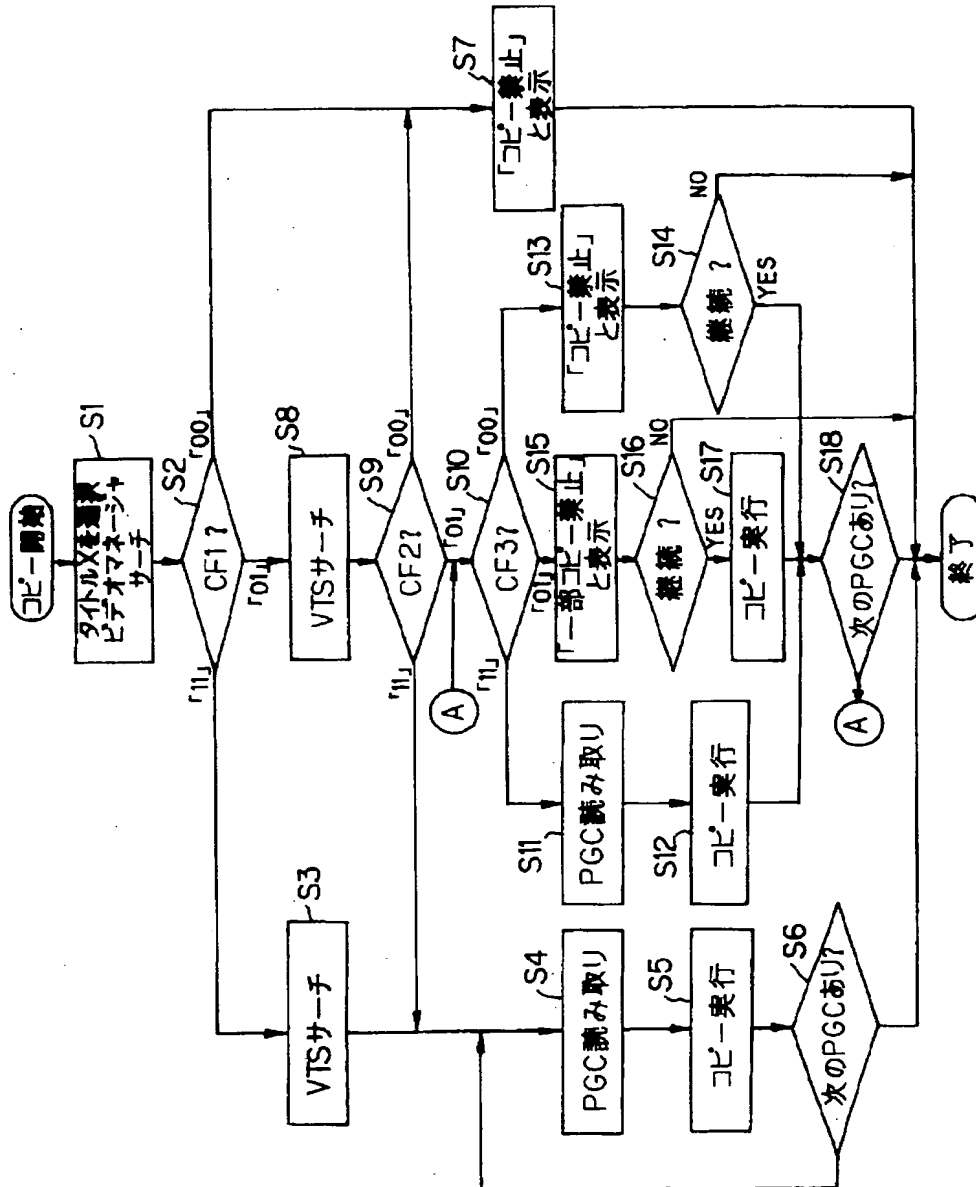 コピー開始
タイトルXを選択
ビデオマネージャ
サーチ
S1
CF1?
S2
「11」
「00」
「01」
VTSサーチ
S3
VTSサーチ
S8
CF2?
S9
「11」
「00」
「01」
A
CF3?
S10
「11」
「00」
「01」
「コピー禁止」
と表示
S7
PGC読み取り
S4
PGC読み取り
S11
「一部コピー禁止」
と表示
S15
「コピー禁止」
と表示
S13
コピー実行
S5
コピー実行
S12
継続?
S16
NO
YES
コピー実行
S17
継続?
S14
NO
YES
次のPGCあり?
S6
次のPGCあり?
S18
A
終了